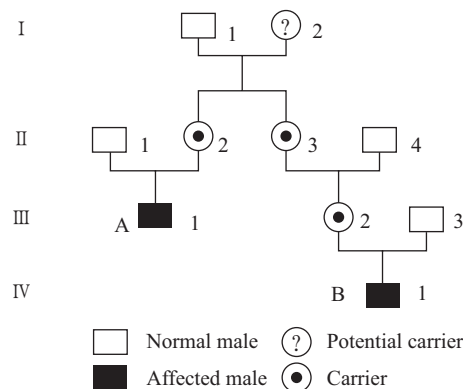 I
1
?
2
II
1
2
3
4
III
A
1
2
3
IV
B
1
Normal male
? Potential carrier
Affected male
Carrier